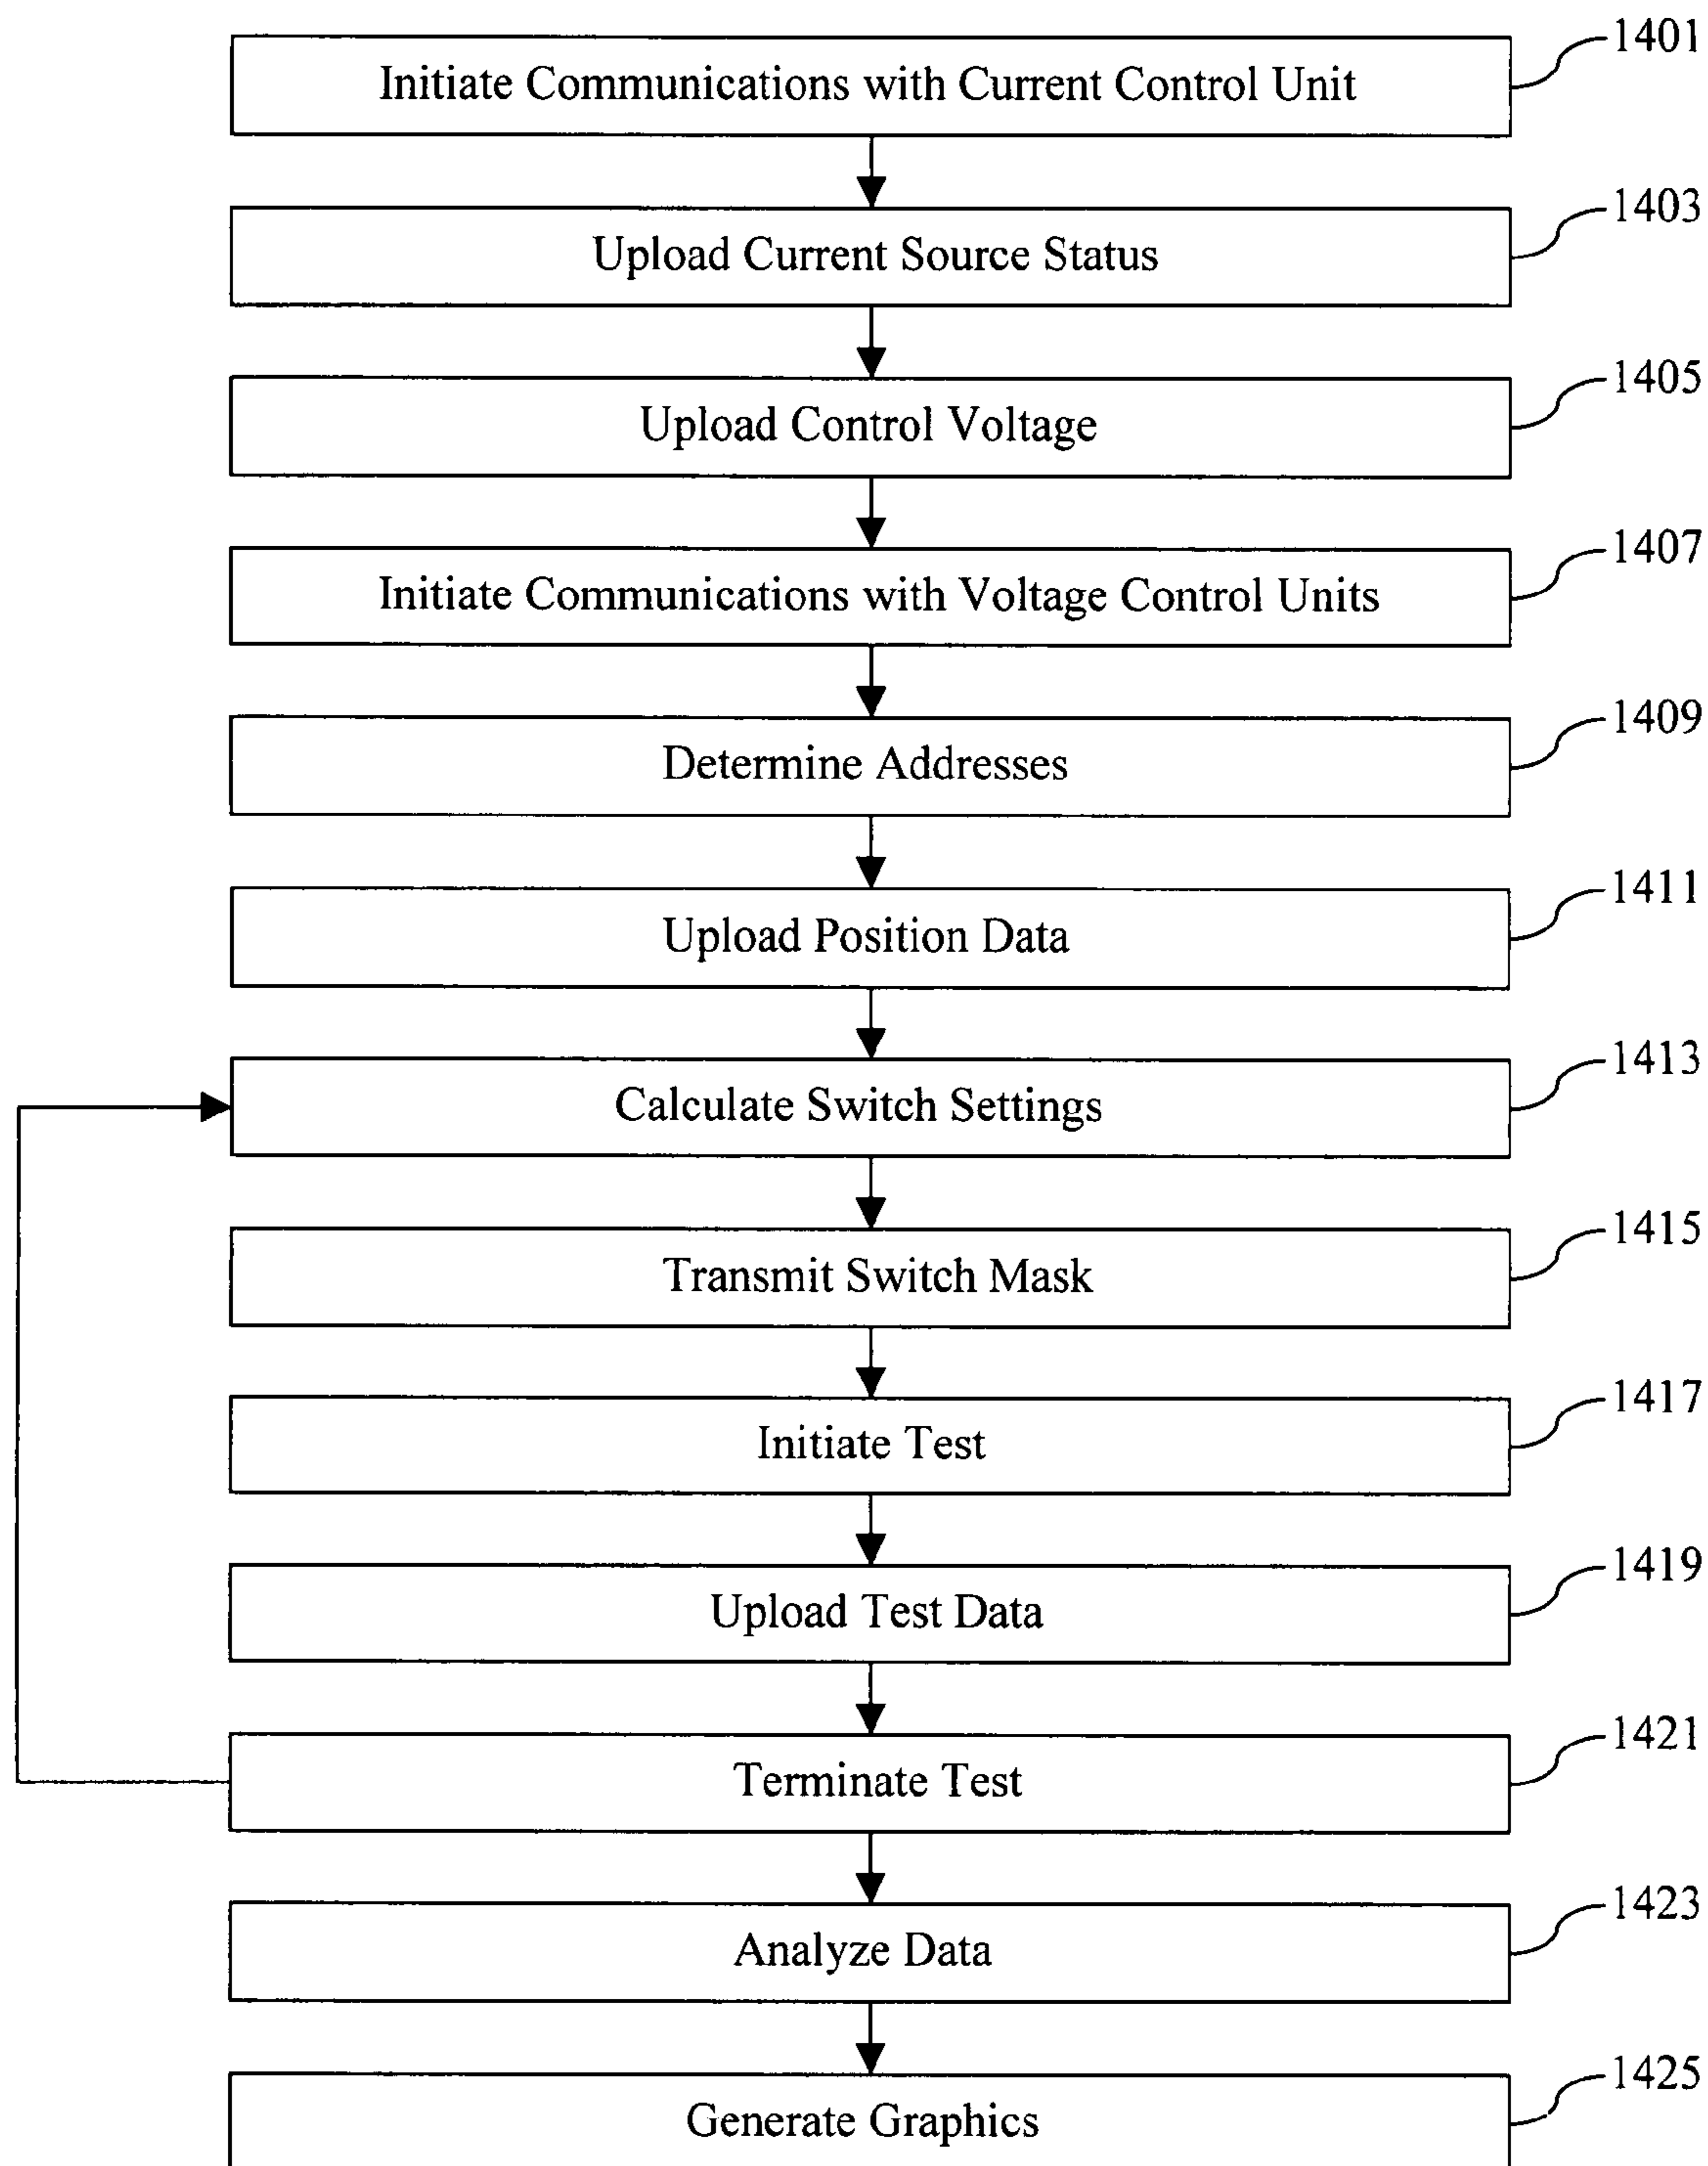 1401
Initiate Communications with Current Control Unit
1403
Upload Current Source Status
1405
Upload Control Voltage
1407
Initiate Communications with Voltage Control Units
1409
Determine Addresses
1411
Upload Position Data
1413
Calculate Switch Settings
1415
Transmit Switch Mask
1417
Initiate Test
1419
Upload Test Data
1421
Terminate Test
1423
Analyze Data
1425
Generate Graphics